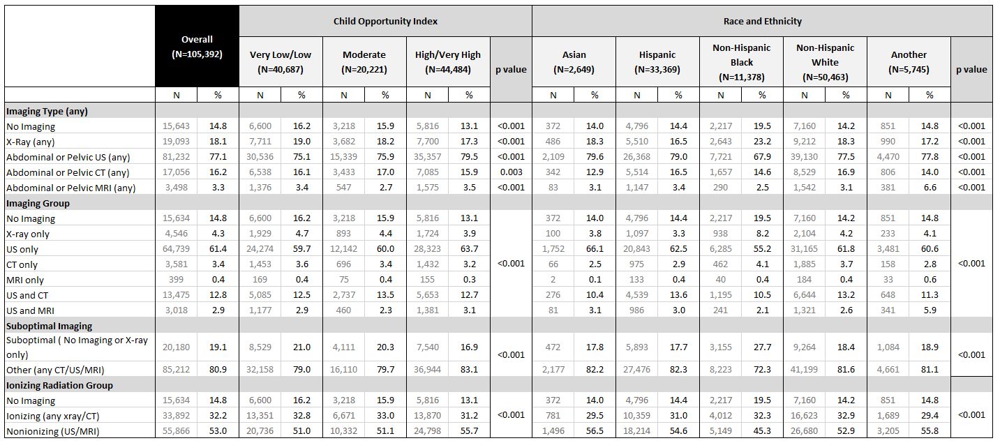 Child Opportunity Index Race and Ethnicity
Overall (N=105,392) Very Low/Low (N=40,687) Moderate (N=20,221) High/Very High (N=44,484) p value Asian (N=2,649) Hispanic (N=33,369) Non-Hispanic Black (N=11,378) Non-Hispanic White (N=50,463) Another (N=5,745) p value
N % N % N % N % N % N % N % N % N %
Imaging Type (any)
No Imaging 15,643 14.8 6,600 16.2 3,218 15.9 5,816 13.1 <0.001 372 14.0 4,796 14.4 2,217 19.5 7,160 14.2 851 14.8 <0.001
X-Ray (any) 19,093 18.1 7,711 19.0 3,682 18.2 7,700 17.3 <0.001 486 18.3 5,510 16.5 2,643 23.2 9,212 18.3 990 17.2 <0.001
Abdominal or Pelvic US (any) 81,232 77.1 30,536 75.1 15,339 75.9 35,357 79.5 <0.001 2,109 79.6 26,368 79.0 7,721 67.9 39,130 77.5 4,470 77.8 <0.001
Abdominal or Pelvic CT (any) 17,056 16.2 6,538 16.1 3,433 17.0 7,085 15.9 0.003 342 12.9 5,514 16.5 1,657 14.6 8,529 16.9 806 14.0 <0.001
Abdominal or Pelvic MRI (any) 3,498 3.3 1,376 3.4 547 2.7 1,575 3.5 <0.001 83 3.1 1,147 3.4 290 2.5 1,542 3.1 381 6.6 <0.001
Imaging Group
No Imaging 15,634 14.8 6,600 16.2 3,218 15.9 5,816 13.1 372 14.0 4,796 14.4 2,217 19.5 7,160 14.2 851 14.8
X-ray only 4,546 4.3 1,929 4.7 893 4.4 1,724 3.9 100 3.8 1,097 3.3 938 8.2 2,104 4.2 233 4.1
US only 64,739 61.4 24,274 59.7 12,142 60.0 28,323 63.7 1,752 66.1 20,843 62.5 6,285 55.2 31,165 61.8 3,481 60.6
CT only 3,581 3.4 1,453 3.6 696 3.4 1,432 3.2 <0.001 66 2.5 975 2.9 462 4.1 1,885 3.7 158 2.8 <0.001
MRI only 399 0.4 169 0.4 75 0.4 155 0.3 2 0.1 133 0.4 40 0.4 184 0.4 33 0.6
US and CT 13,475 12.8 5,085 12.5 2,737 13.5 5,653 12.7 276 10.4 4,539 13.6 1,195 10.5 6,644 13.2 648 11.3
US and MRI 3,018 2.9 1,177 2.9 460 2.3 1,381 3.1 81 3.1 986 3.0 241 2.1 1,321 2.6 341 5.9
Suboptimal Imaging
Suboptimal ( No Imaging or X-ray only) 20,180 19.1 8,529 21.0 4,111 20.3 7,540 16.9 <0.001 472 17.8 5,893 17.7 3,155 27.7 9,264 18.4 1,084 18.9 <0.001
Other (any CT/US/MRI) 85,212 80.9 32,158 79.0 16,110 79.7 36,944 83.1 2,177 82.2 27,476 82.3 8,223 72.3 41,199 81.6 4,661 81.1
Ionizing Radiation Group
No Imaging 15,634 14.8 6,600 16.2 3,218 15.9 5,816 13.1 372 14.0 4,796 14.4 2,217 19.5 7,160 14.2 851 14.8
Ionizing (any xray/CT) 33,892 32.2 13,351 32.8 6,671 33.0 13,870 31.2 <0.001 781 29.5 10,359 31.0 4,012 32.3 16,623 32.9 1,689 29.4 <0.001
Nonionizing (US/MRI) 55,866 53.0 20,736 51.0 10,332 51.1 24,798 55.7 1,496 56.5 18,214 54.6 5,149 45.3 26,680 52.9 3,205 55.8